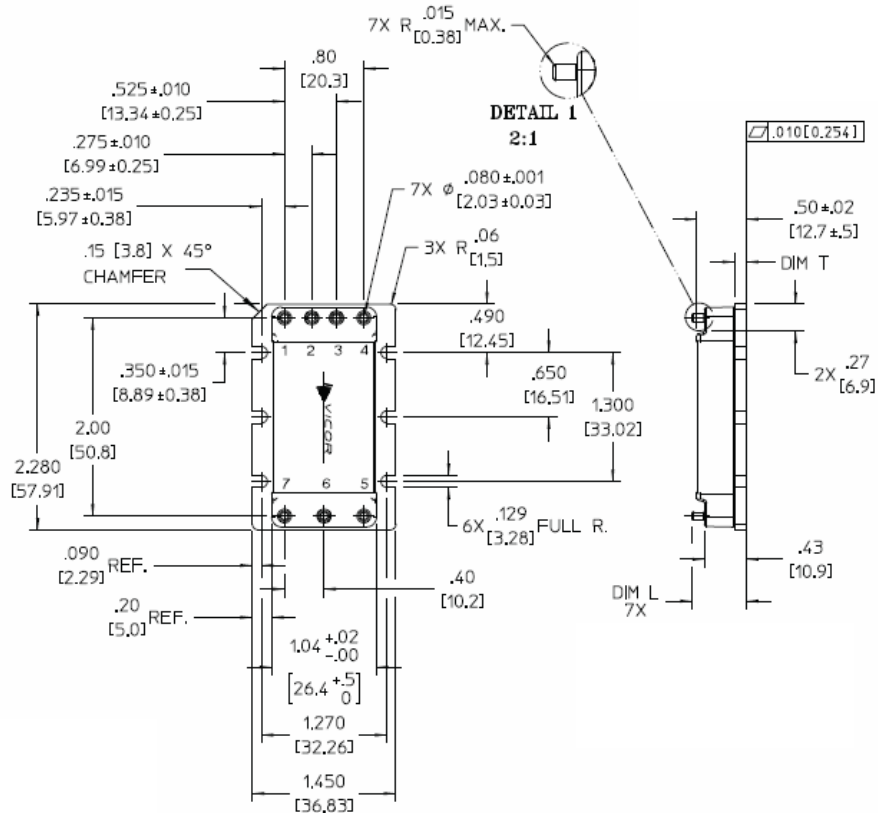 7X R .015 [0.38] MAX.
.80
[20.3]
.525±.010
[13.34±0.25]
DETAIL 1
2:1
.010[0.254]
.275±.010
[6.99±0.25]
.235±.015
[5.97±0.38]
7X ϕ .080±.001
[2.03±0.03]
.50±.02
[12.7±.5]
.15 [3.8] X 45°
CHAMFER
3X R .06
[1.5]
DIM T
.490
[12.45]
1 2 3 4
.350±.015
[8.89±0.38]
.650
[16.51]
2X .27
[6.9]
1.300
[33.02]
2.00
[50.8]
VICOR
2.280
[57.91]
7 6 5
6X .129
[3.28] FULL R.
.090
[2.29] REF.
.43
[10.9]
.40
[10.2]
DIM L
7X
.20
[5.0] REF.
1.04 +.02
-.00
[26.4 +.5
0]
1.270
[32.26]
1.450
[36.83]